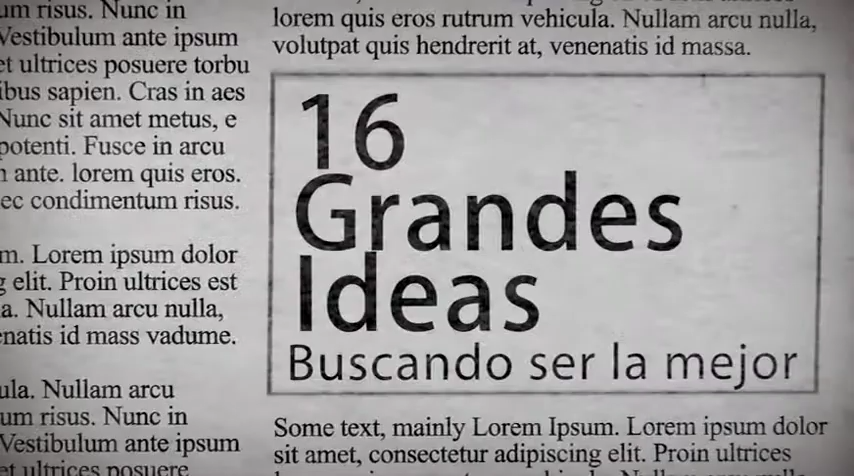 um risus. Nunc in
Vestibulum ante ipsum
et ultrices posuere torbu
ibus sapien. Cras in aes
Nunc sit amet metus, e
potenti. Fusce in arcu
ante. lorem quis eros.
ec condimentum risus.
m. Lorem ipsum dolor
g elit. Proin ultrices est
a. Nullam arcu nulla,
enatis id mass vadume.
ula. Nullam arcu
um risus. Nunc in
Vestibulum ante ipsum
et ultrices posuere
lorem quis eros rutrum vehicula. Nullam arcu nulla,
volutpat quis hendrerit at, venenatis id massa.
16
Grandes
Ideas
Buscando ser la mejor
Some text, mainly Lorem Ipsum. Lorem ipsum dolor
sit amet, consectetur adipiscing elit. Proin ultrices